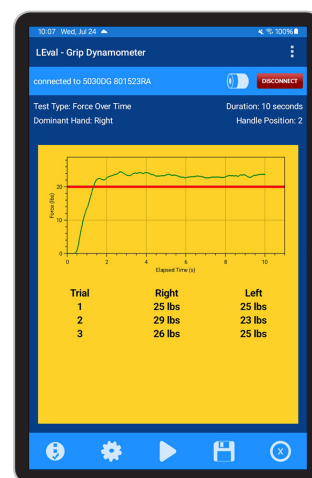 10:07 Wed, Jul 24 100%
LEval - Grip Dynamometer
connected to 5030DG 801523RA DISCONNECT
Test Type: Force Over Time Duration: 10 seconds
Dominant Hand: Right Handle Position: 2
Force (lbs)
20
0
0 2 4 6 8 10
Elapsed Time (s)
Trial Right Left
1 25 lbs 25 lbs
2 29 lbs 23 lbs
3 26 lbs 25 lbs
X